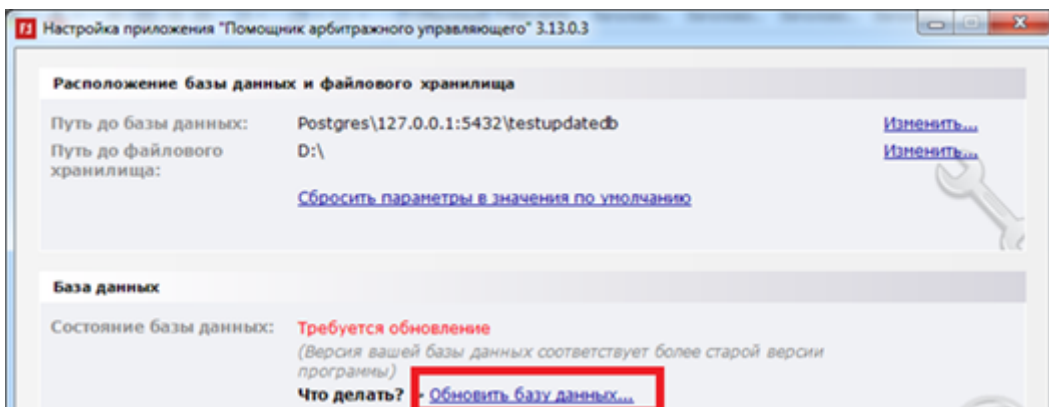 Настройка приложения "Помощник арбитражного управляющего" 3.13.0.3
Расположение базы данных и файлового хранилища
Путь до базы данных: Postgres\127.0.0.1:5432\testupdatedb Изменить...
Путь до файлового хранилища: D:\ Изменить...
Сбросить параметры в значения по умолчанию
База данных
Состояние базы данных: Требуется обновление
(Версия вашей базы данных соответствует более старой версии
программы)
Что делать? Обновить базу данных...